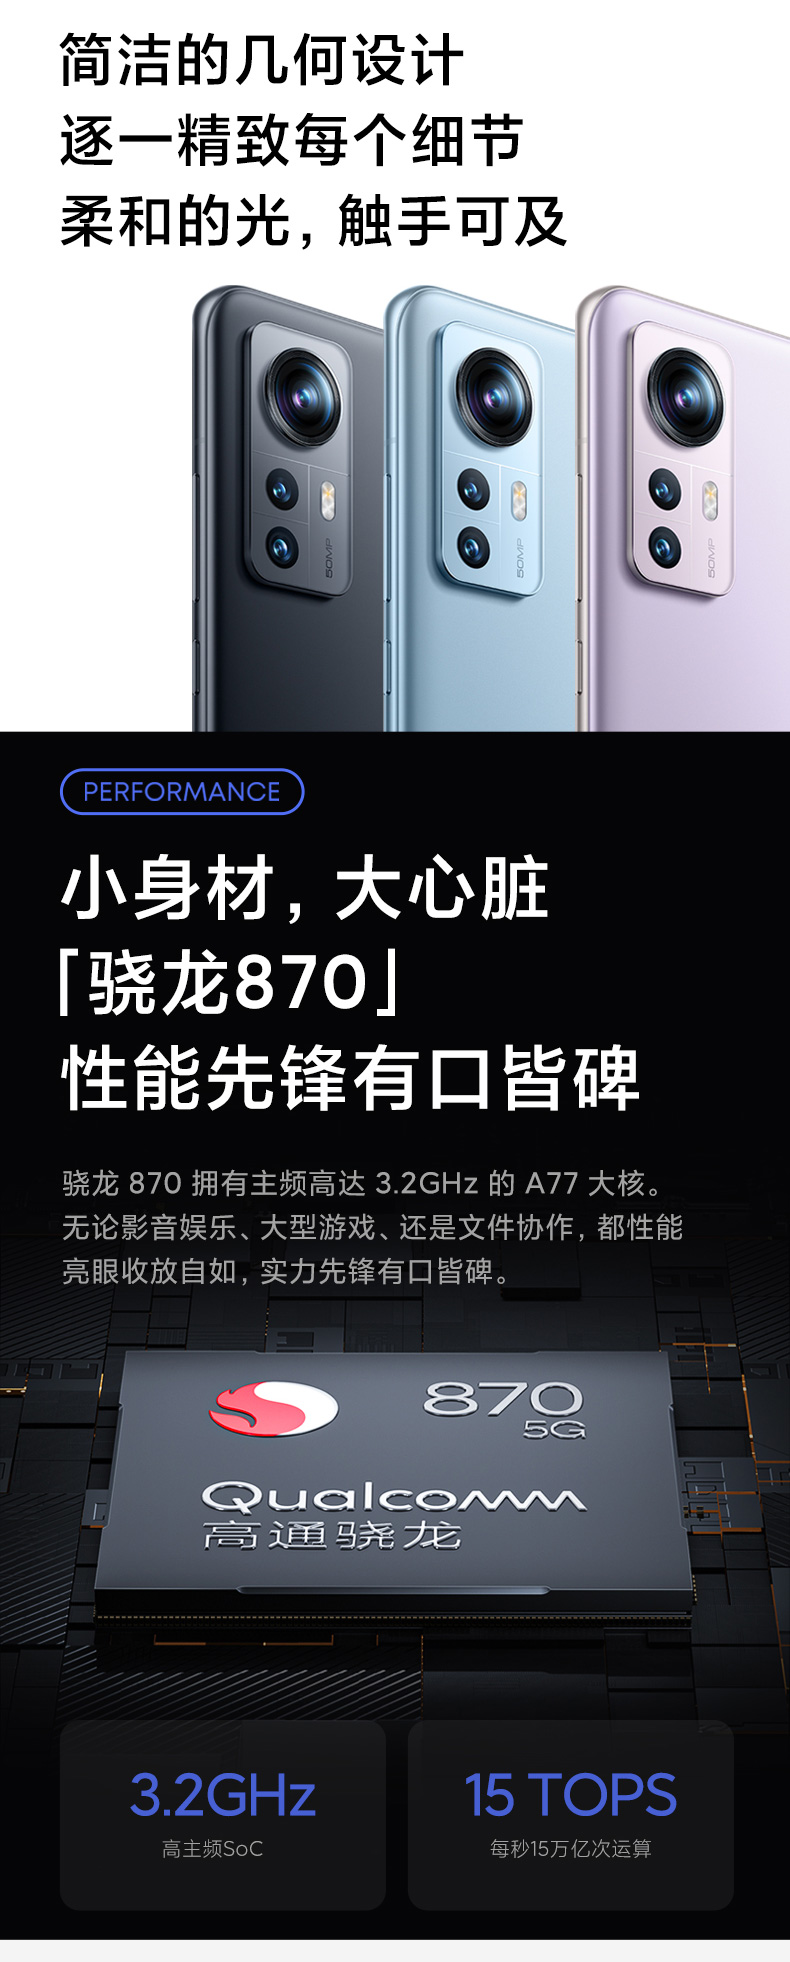 简洁的几何设计
逐一精致每个细节
柔和的光，触手可及
50MP
50MP
50MP
PERFORMANCE
小身材，大心脏
「骁龙870」
性能先锋有口皆碑
骁龙 870 拥有主频高达 3.2GHz 的 A77 大核。
无论影音娱乐、大型游戏、还是文件协作，都性能
亮眼收放自如，实力先锋有口皆碑。
870
5G
Qualcomm
高通骁龙
3.2GHz
高主频SoC
15 TOPS
每秒15万亿次运算